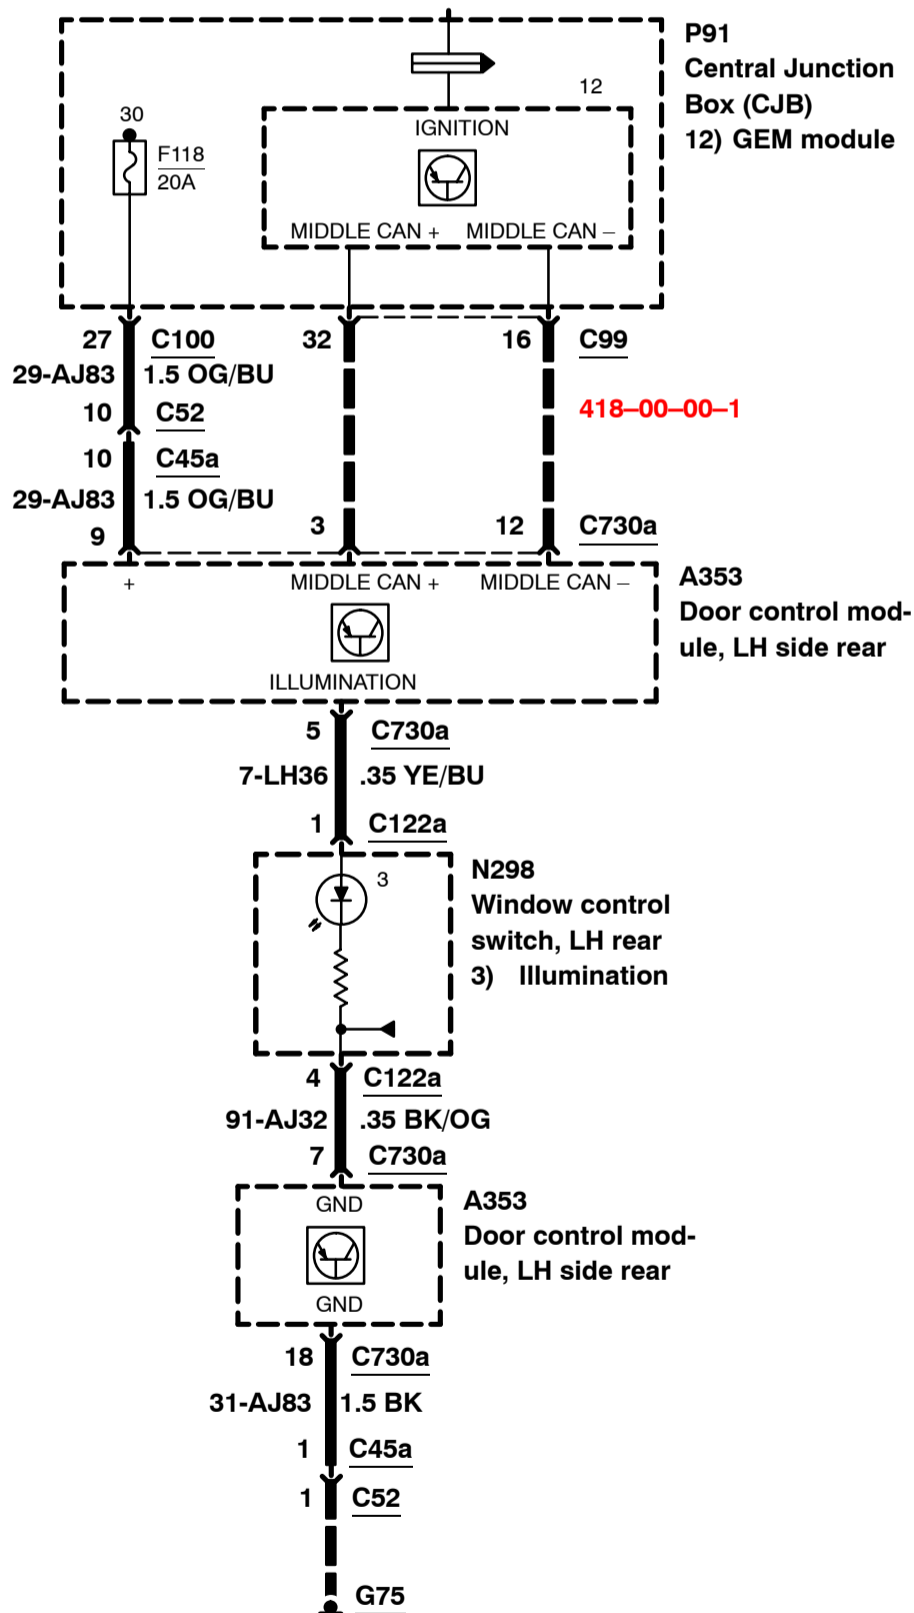 P91
Central Junction
Box (CJB)
12) GEM module
12
30
IGNITION
F118
20A
MIDDLE CAN + MIDDLE CAN –
27 C100 32 16 C99
29-AJ83 1.5 OG/BU
418–00–00–1
10 C52
10 C45a
29-AJ83 1.5 OG/BU
9 3 12 C730a
+ MIDDLE CAN + MIDDLE CAN –
A353
Door control mod-
ule, LH side rear
ILLUMINATION
5 C730a
7-LH36 .35 YE/BU
1 C122a
3
N298
Window control
switch, LH rear
3) Illumination
4 C122a
91-AJ32 .35 BK/OG
7 C730a
GND
A353
Door control mod-
ule, LH side rear
GND
18 C730a
31-AJ83 1.5 BK
1 C45a
1 C52
G75